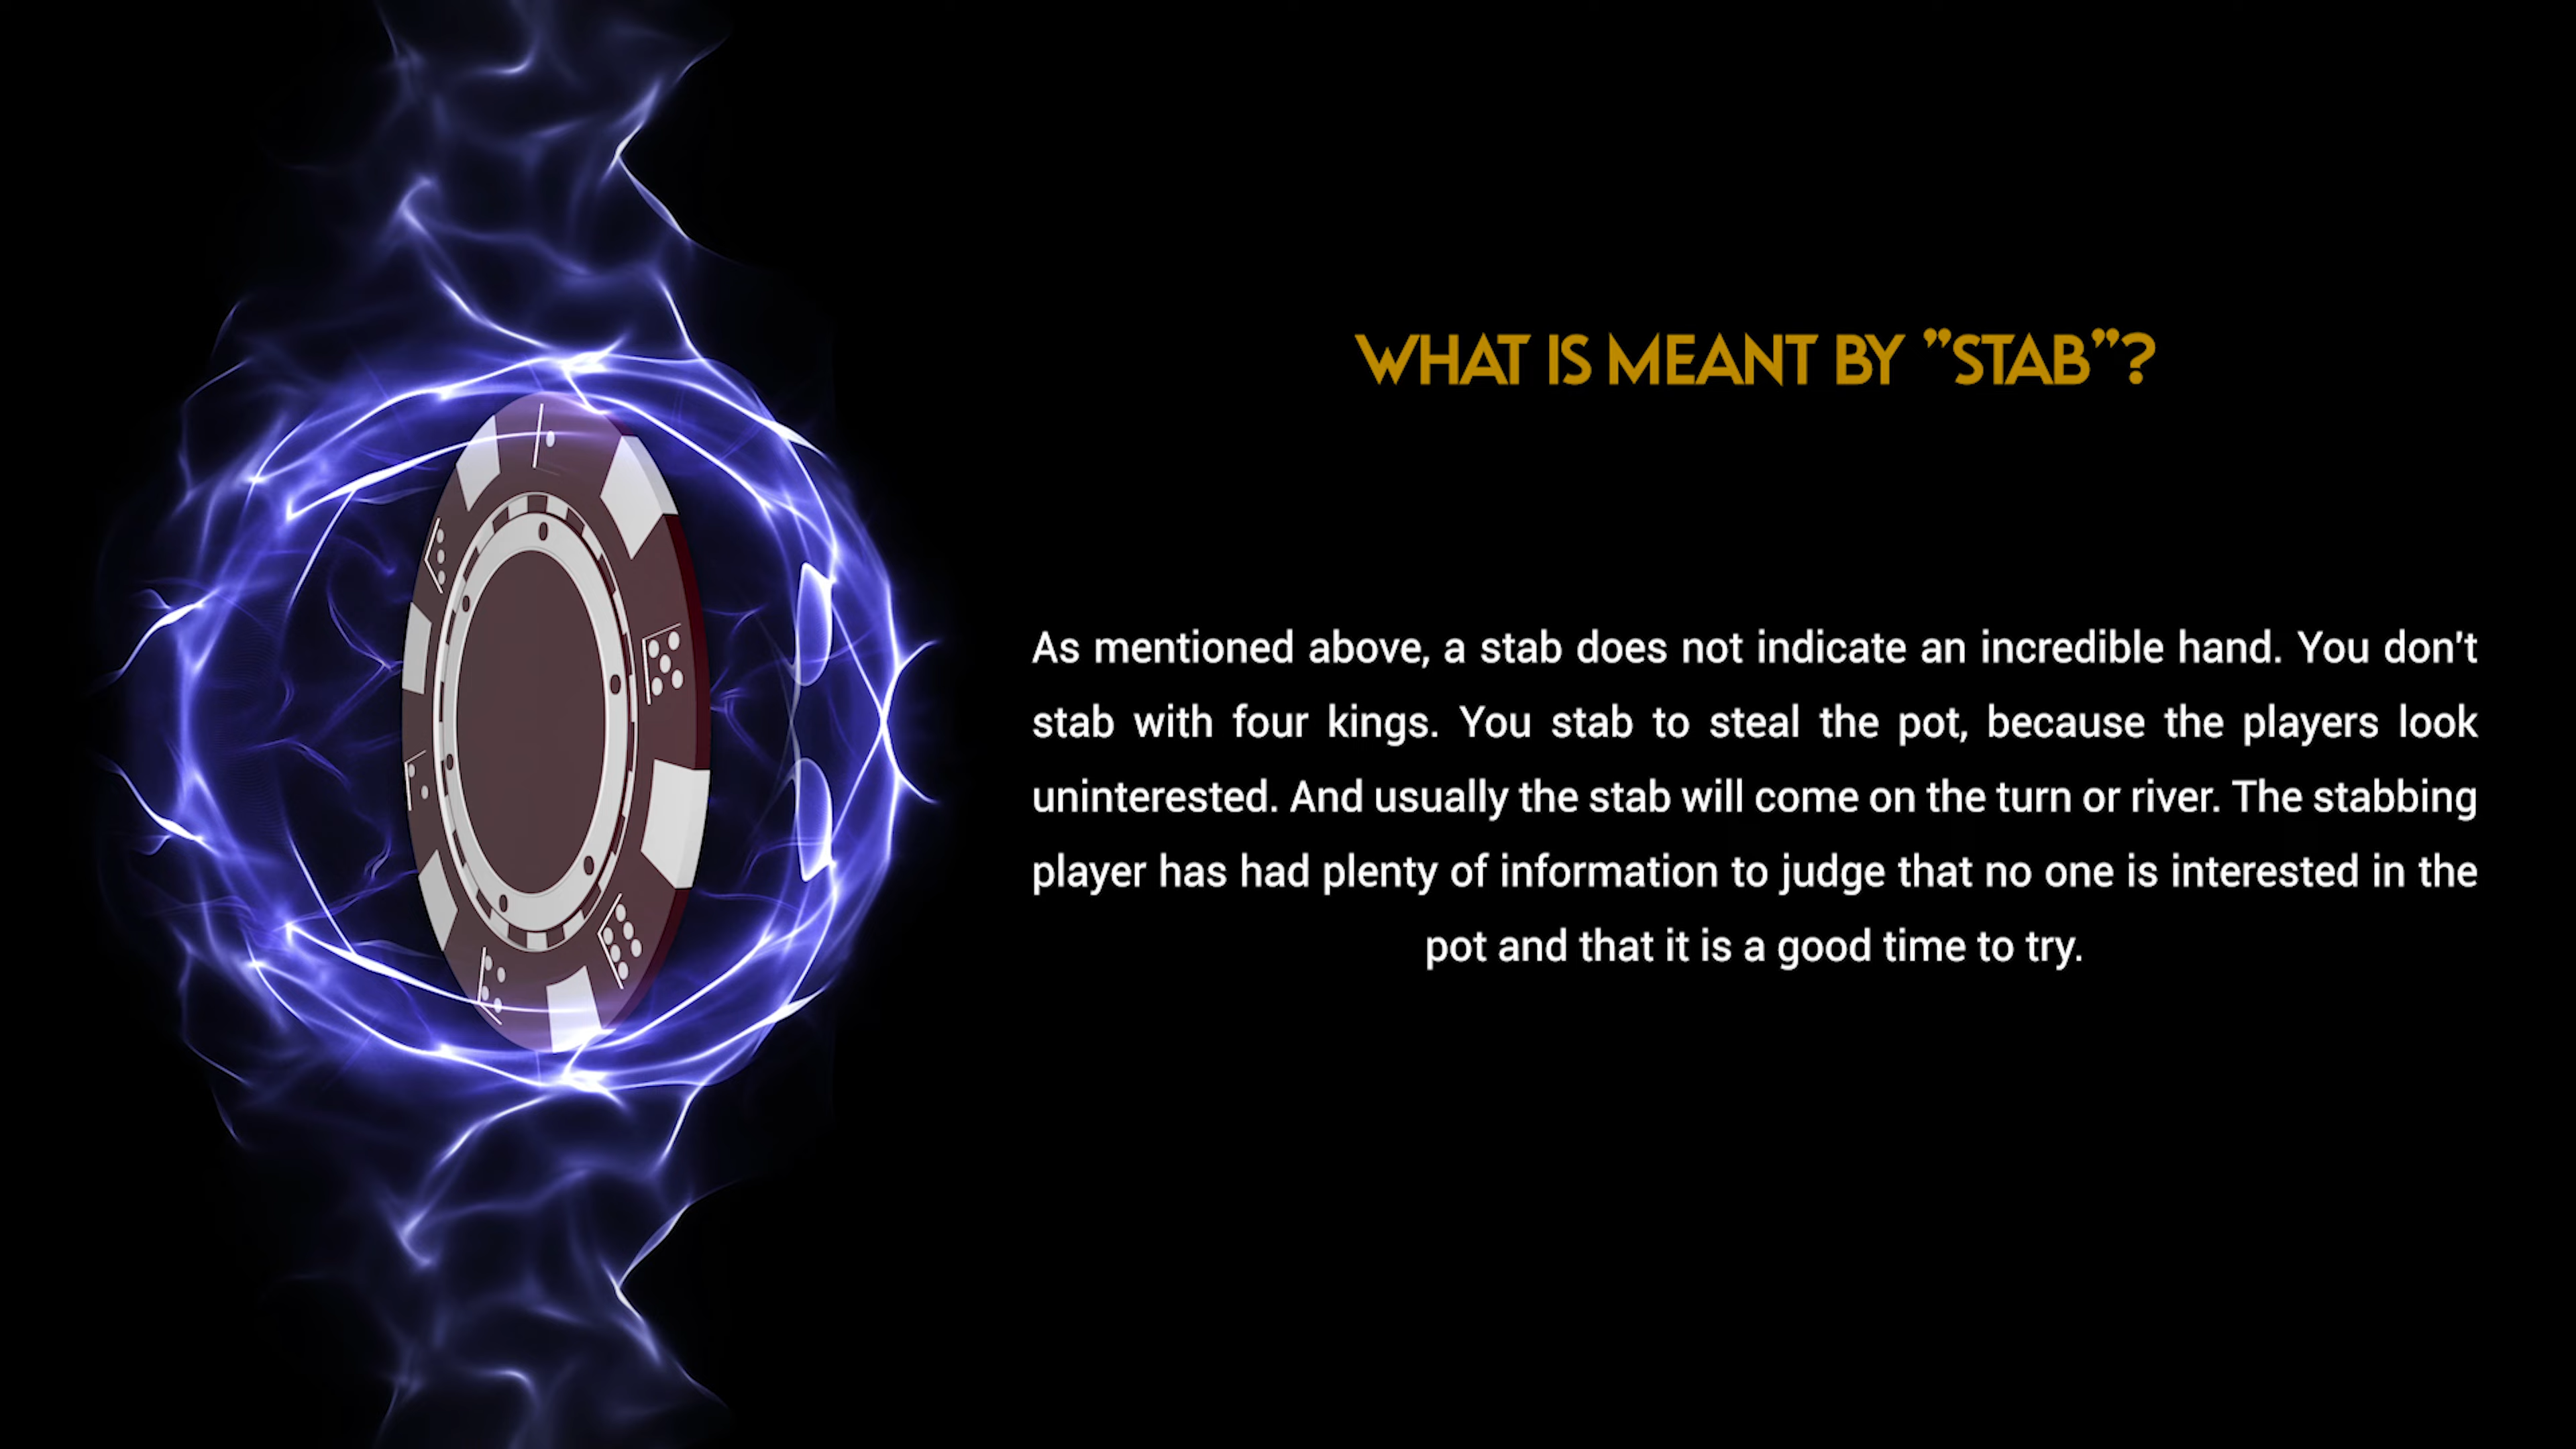 WHAT IS MEANT BY ”STAB”?
As mentioned above, a stab does not indicate an incredible hand. You don't
stab with four kings. You stab to steal the pot, because the players look
uninterested. And usually the stab will come on the turn or river. The stabbing
player has had plenty of information to judge that no one is interested in the
pot and that it is a good time to try.